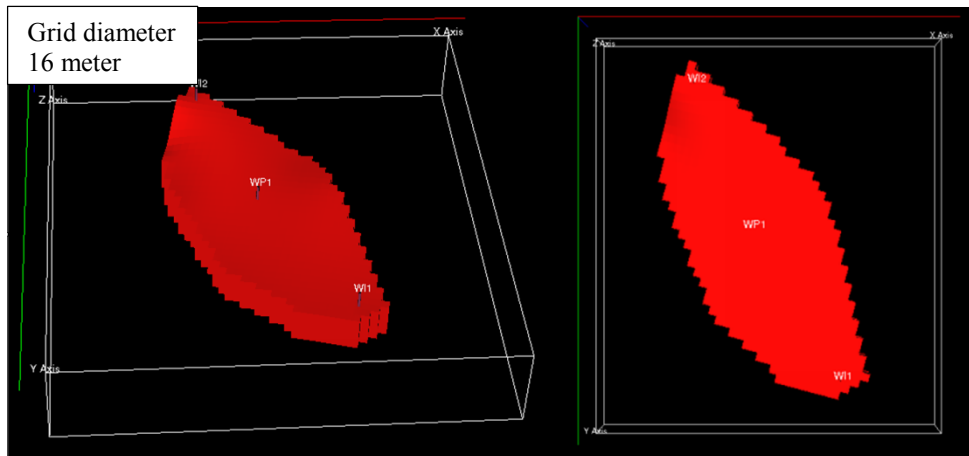 Grid diameter
16 meter
X Axis
WI2
Z Axis
WP1
WI1
Y Axis
Z Axis
X Axis
WI2
WP1
WI1
Y Axis